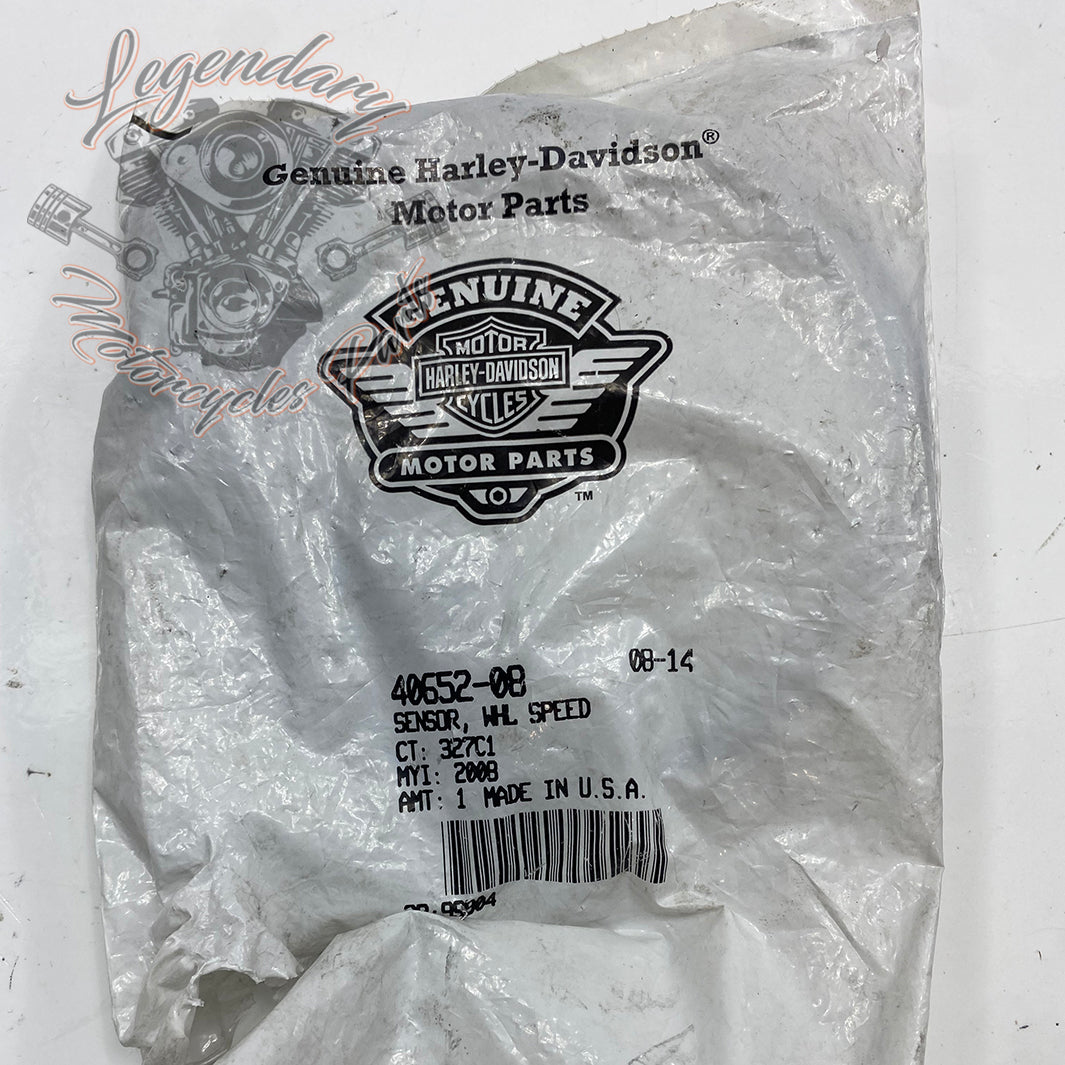 Legendary
Motorcycles Parts
Genuine Harley-Davidson®
Motor Parts
GENUINE
MOTOR
HARLEY-DAVIDSON
CYCLES
MOTOR PARTS
™
08-14
40652-08
SENSOR, WHL SPEED
CT: 327C1
MYI: 2008
AMT: 1 MADE IN U.S.A.